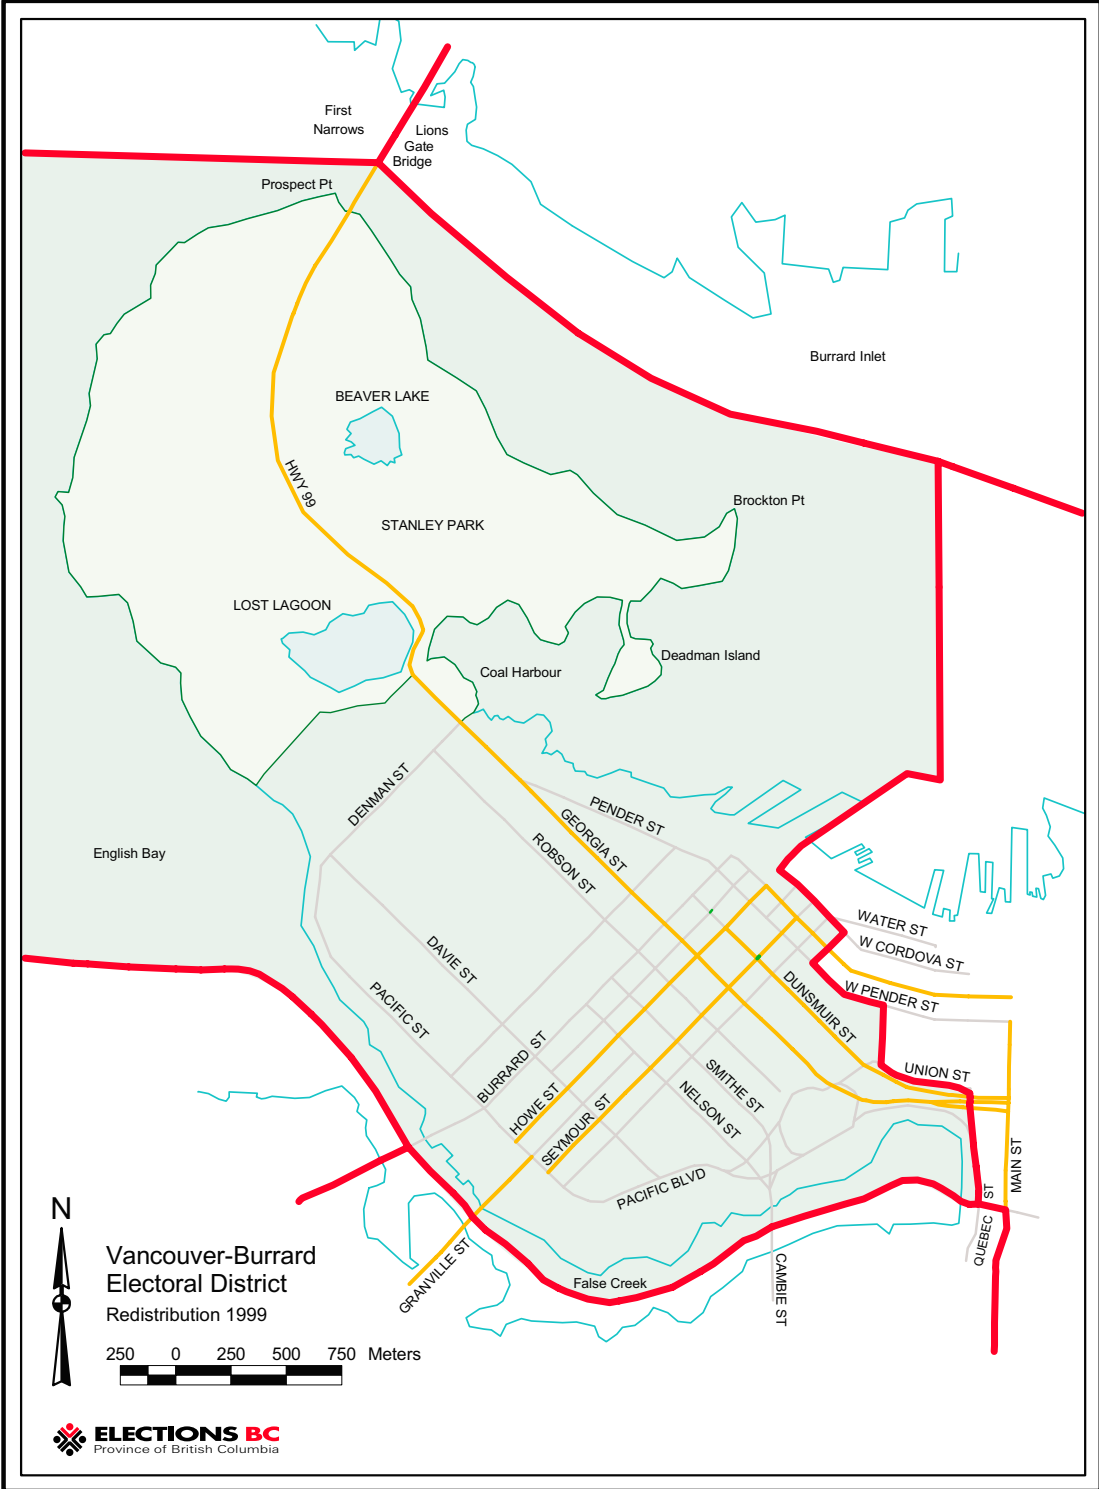 First
Narrows
Lions
Gate
Bridge
Prospect Pt
Burrard Inlet
BEAVER LAKE
HWY 99
Brockton Pt
STANLEY PARK
LOST LAGOON
Deadman Island
Coal Harbour
DENMAN ST
PENDER ST
GEORGIA ST
ROBSON ST
English Bay
WATER ST
W CORDOVA ST
DAVIE ST
W PENDER ST
DUNSMUIR ST
PACIFIC ST
BURRARD ST
UNION ST
SMITHE ST
HOWE ST
NELSON ST
SEYMOUR ST
MAIN ST
PACIFIC BLVD
QUEBEC ST
N
Vancouver-Burrard
Electoral District
Redistribution 1999
GRANVILLE ST
False Creek
CAMBIE ST
250 0 250 500 750 Meters
ELECTIONS BC
Province of British Columbia